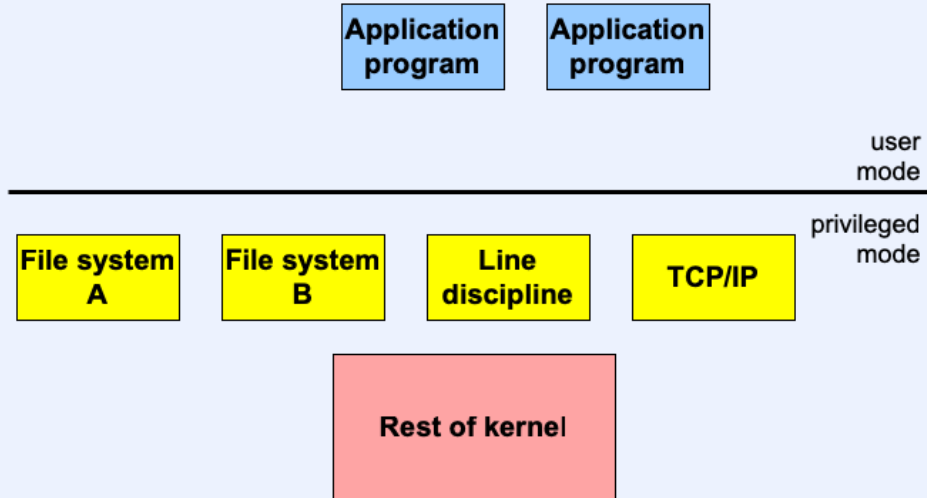 Application
program
Application
program
user
mode
privileged
mode
File system
A
File system
B
Line
discipline
TCP/IP
Rest of kernel